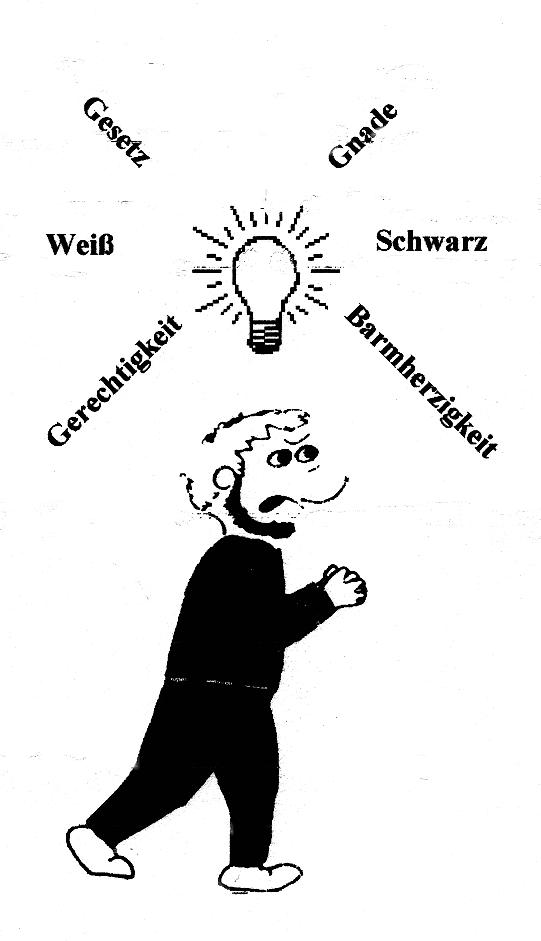 Gesetz
Gnade
Weiß
Schwarz
Gerechtigkeit
Barmherzigkeit